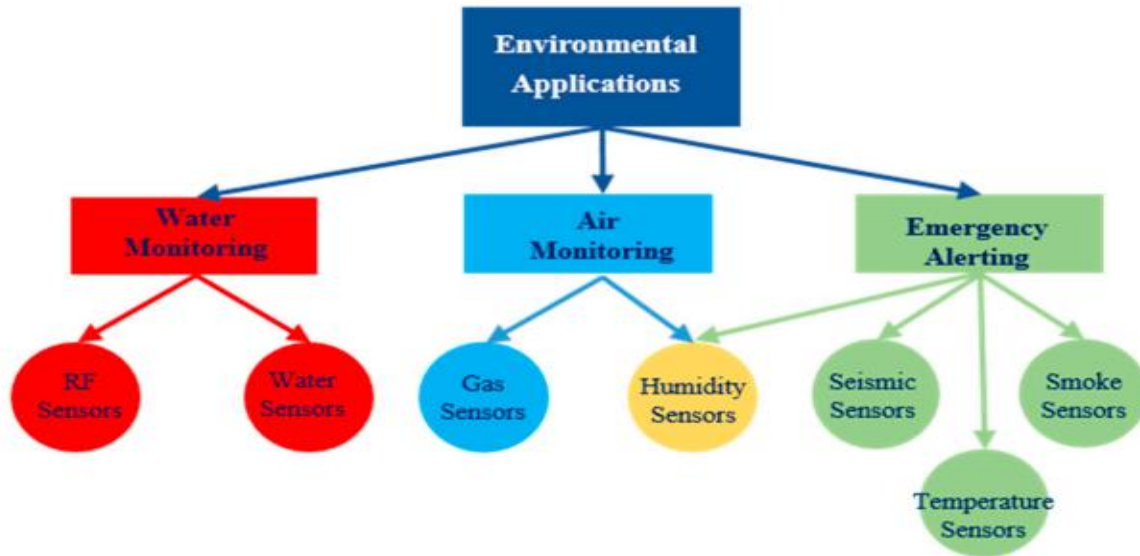 Environmental
Applications
Water
Monitoring
Air
Monitoring
Emergency
Alerting
RF
Sensors
Water
Sensors
Gas
Sensors
Humidity
Sensors
Seismic
Sensors
Smoke
Sensors
Temperature
Sensors